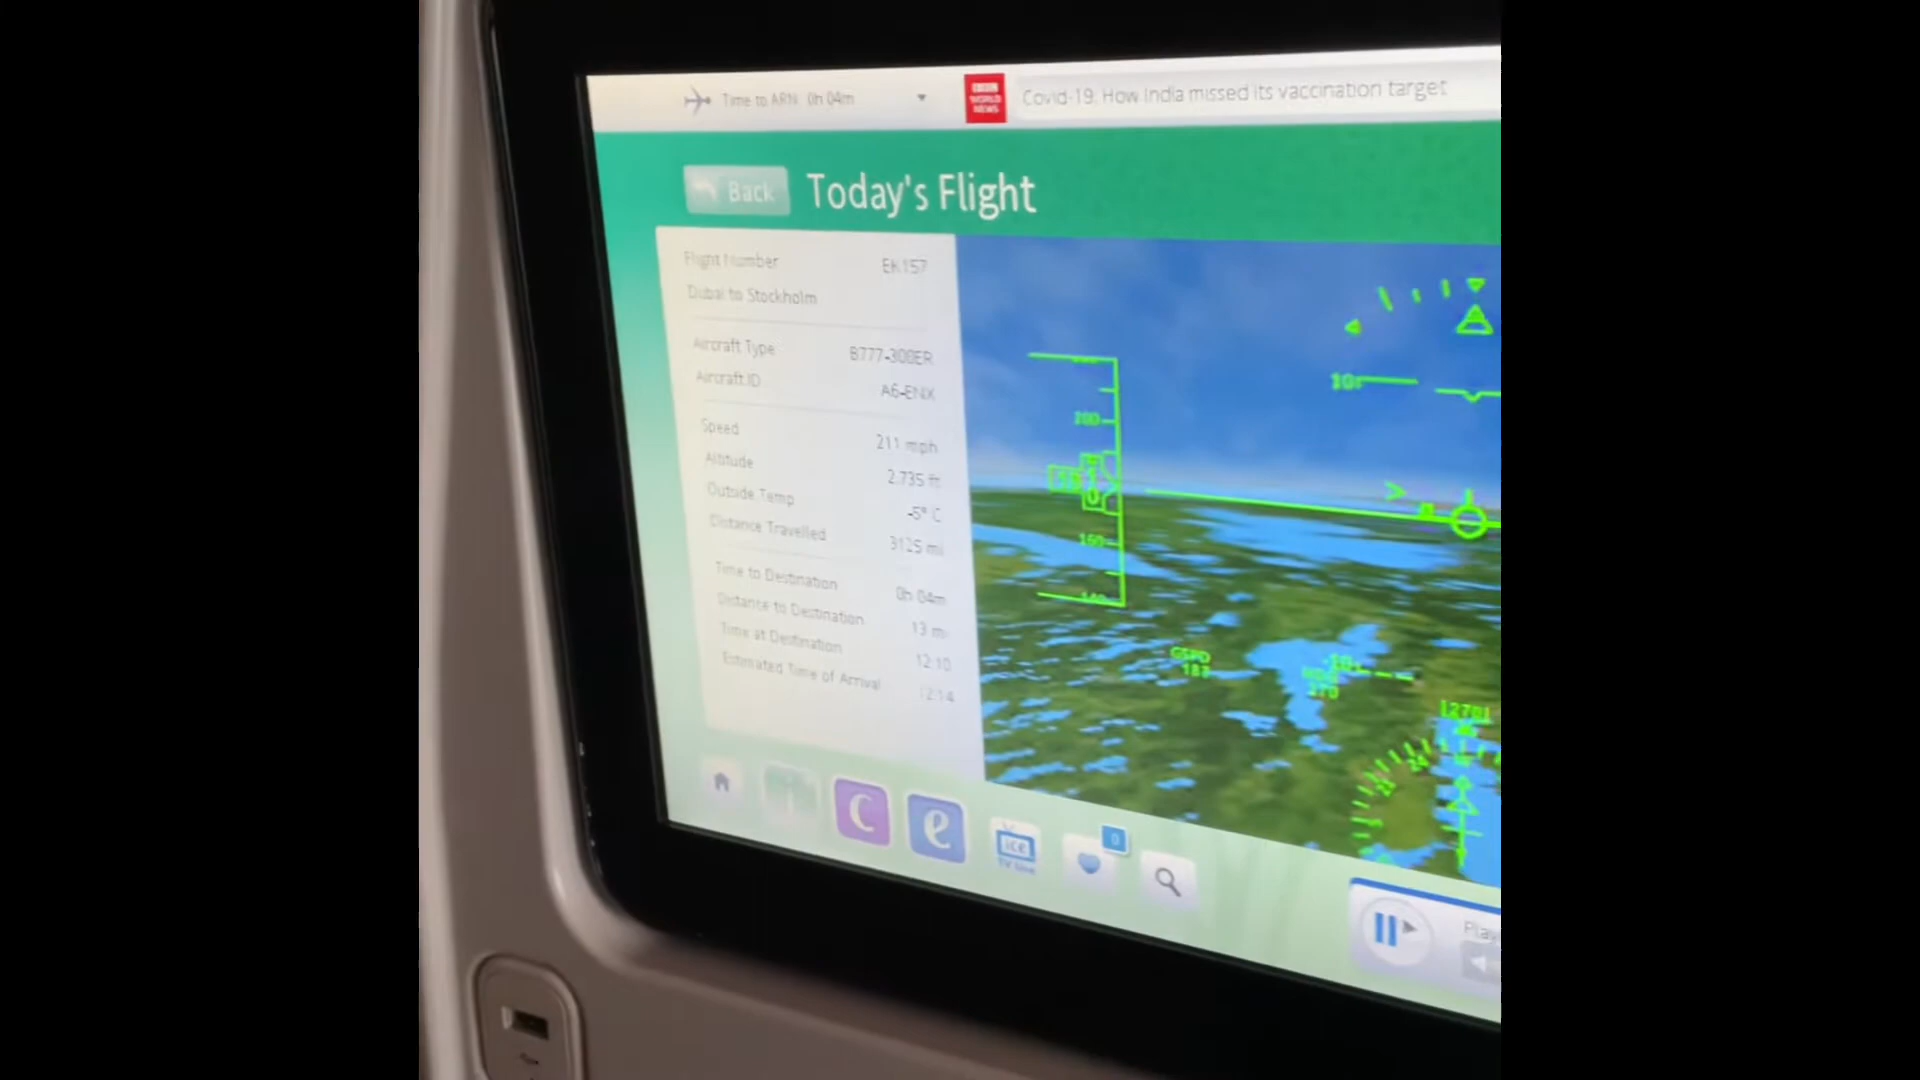 Time to ARN 0h 04m
BBC WORLD NEWS
Covid-19: How India missed its vaccination target
Back
Today's Flight
Flight Number EK157
Dubai to Stockholm
Aircraft Type B777-300ER
Aircraft ID A6-ENX
Speed 211 mph
Altitude 2,735 ft
Outside Temp -5° C
Distance Travelled 3125 mi
Time to Destination 0h 04m
Distance to Destination 13 mi
Time at Destination 12:10
Estimated Time of Arrival 12:14
10
200
160
140
GSPD
183
270
ice
0